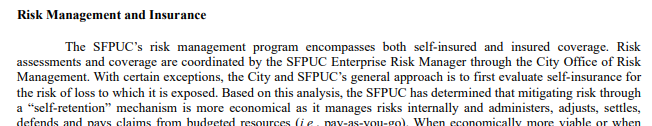 Risk Management and Insurance
The SFPUC's risk management program encompasses both self-insured and insured coverage. Risk
assessments and coverage are coordinated by the SFPUC Enterprise Risk Manager through the City Office of Risk
Management. With certain exceptions, the City and SFPUC's general approach is to first evaluate self-insurance for
the risk of loss to which it is exposed. Based on this analysis, the SFPUC has determined that mitigating risk through
a “self-retention” mechanism is more economical as it manages risks internally and administers, adjusts, settles,
defends and pays claims from budgeted resources (i.e., pay-as-you-go). When economically more viable or when